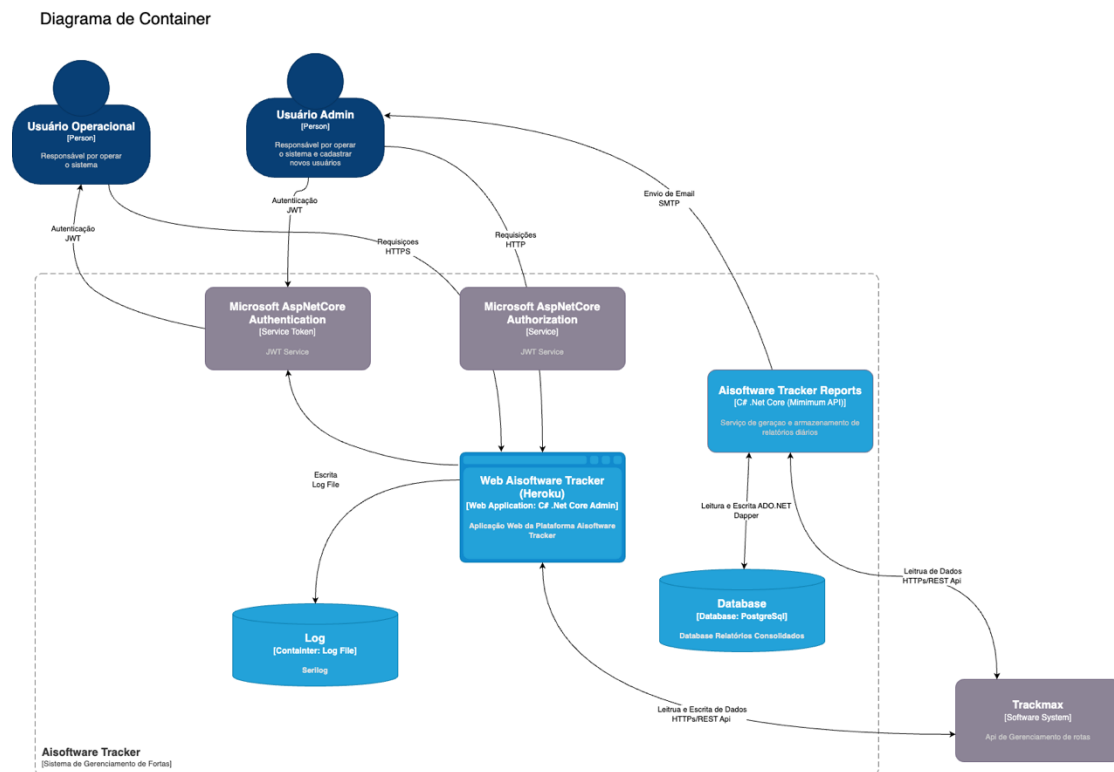 Diagrama de Container
Usuário Operacional
[Person]
Responsável por operar
o sistema
Usuário Admin
[Person]
Responsável por operar
o sistema e cadastrar
novos usuários
Envio de Email
SMTP
Autenticação
JWT
Autenticação
JWT
Requisiçoes
HTTPS
Requisições
HTTP
Microsoft AspNetCore
Authentication
[Service Token]
JWT Service
Microsoft AspNetCore
Authorization
[Service]
JWT Service
Aisoftware Tracker Reports
[C# .Net Core (Mimimum API)]
Serviço de geraçao e armazenamento de
relatórios diários
Escrita
Log File
Web Aisoftware Tracker
(Heroku)
[Web Application: C# .Net Core Admin]
Aplicação Web da Plataforma Aisoftware
Tracker
Leitura e Escrita ADO.NET
Dapper
Leitrua de Dados
HTTPs/REST Api
Database
[Database: PostgreSql]
Database Relatórios Consolidados
Log
[Containter: Log File]
Serilog
Leitrua e Escrita de Dados
HTTPs/REST Api
Trackmax
[Software System]
Api de Gerenciamento de rotas
Aisoftware Tracker
[Sistema de Gerenciamento de Fortas]